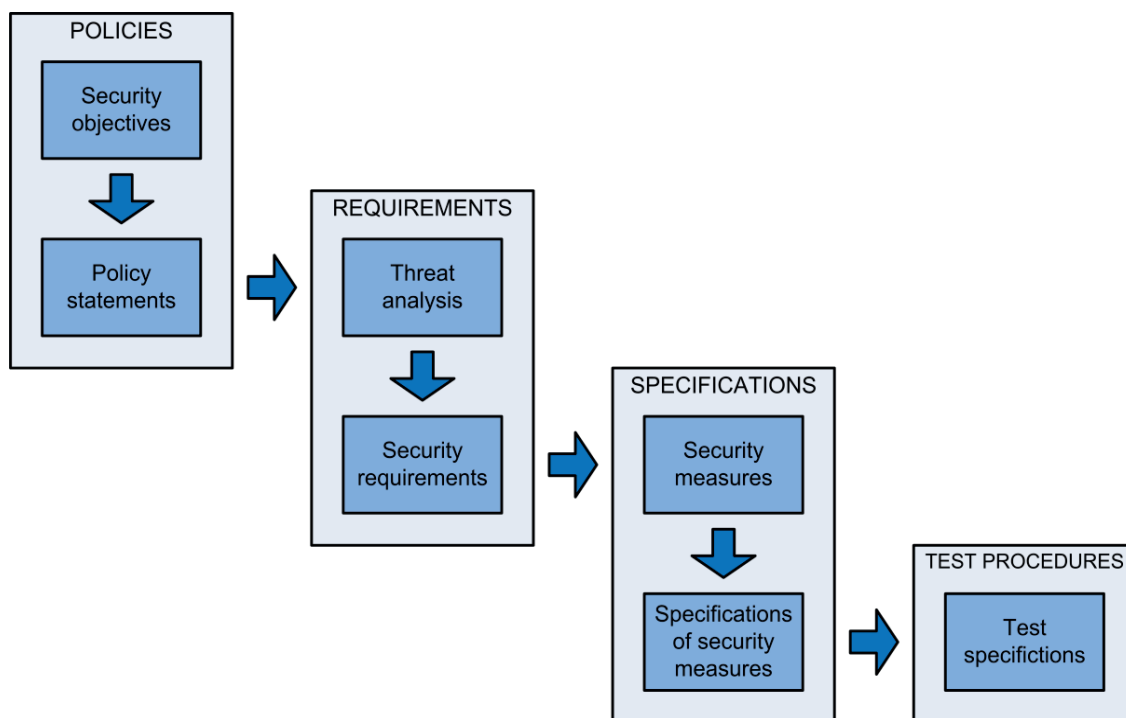 POLICIES
Security
objectives
Policy
statements
REQUIREMENTS
Threat
analysis
Security
requirements
SPECIFICATIONS
Security
measures
Specifications
of security
measures
TEST PROCEDURES
Test
specifictions